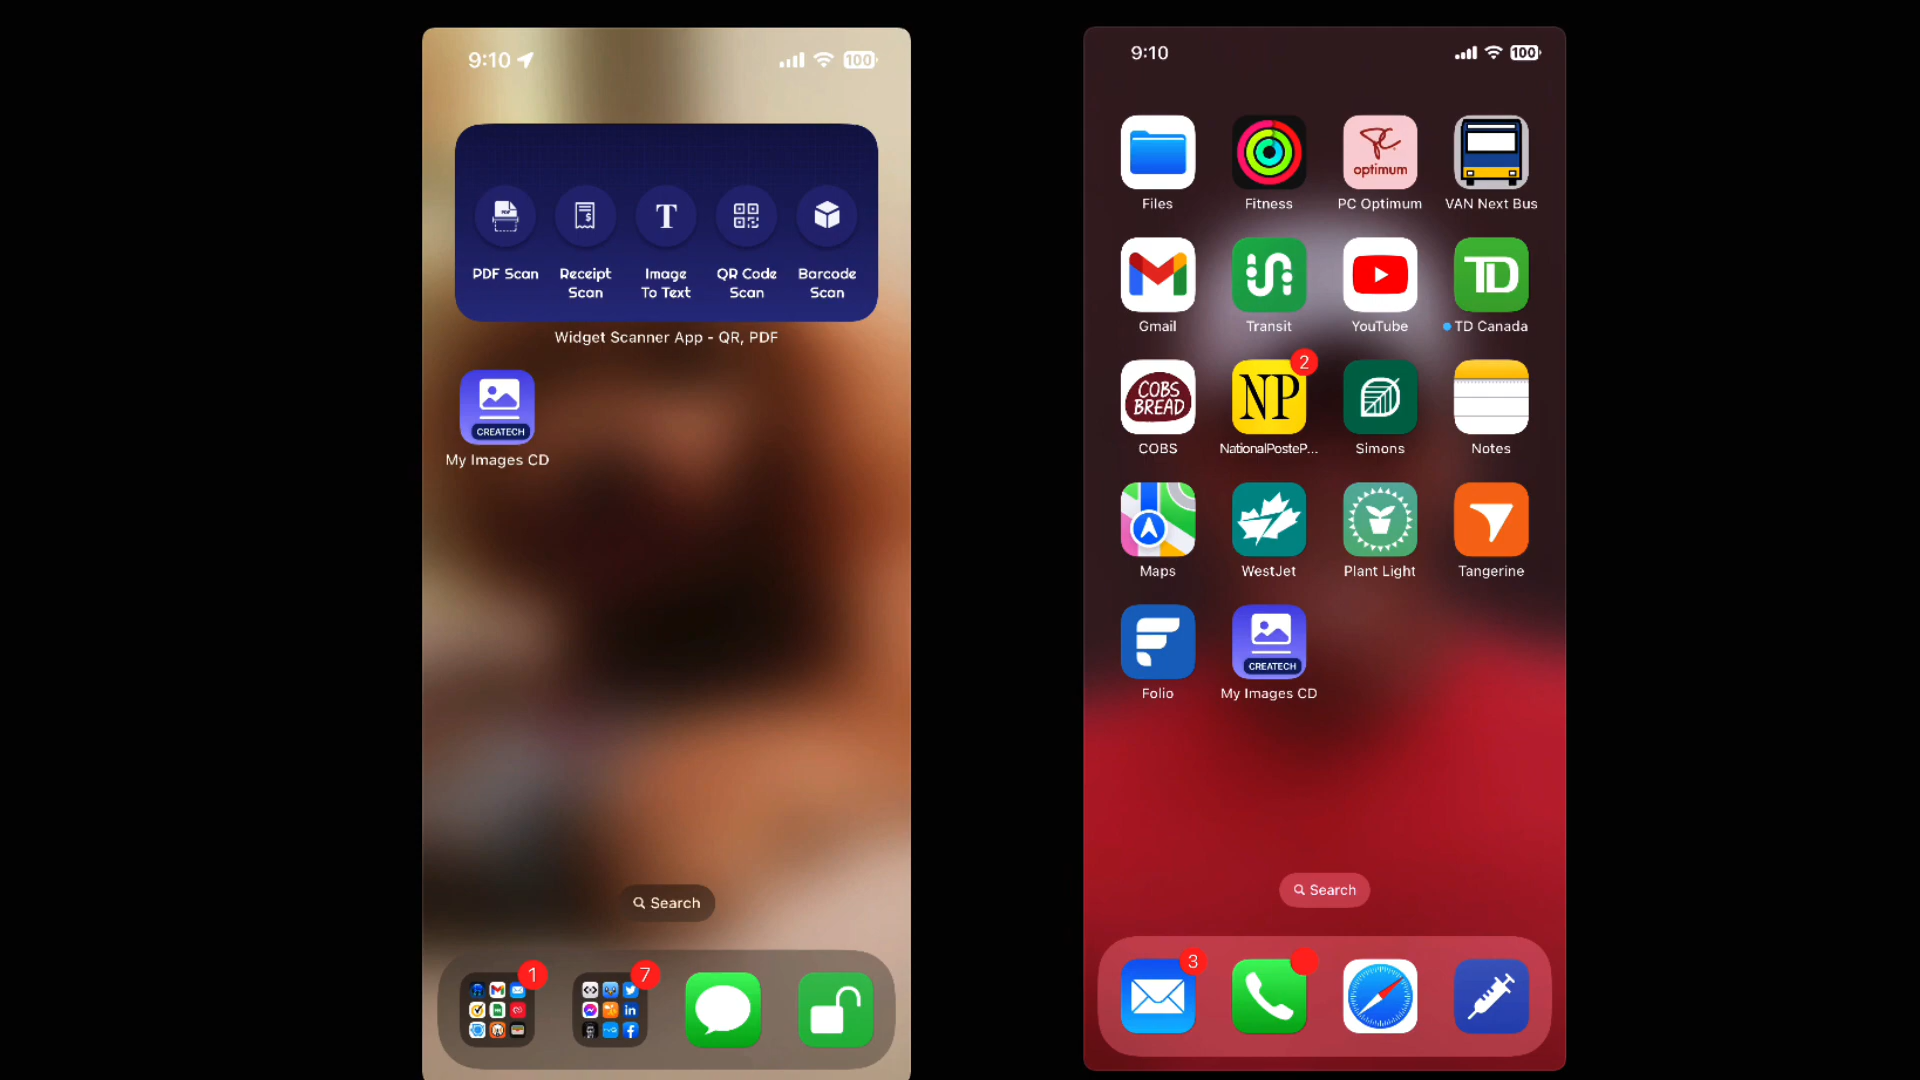 9:10
100
PDF Scan
Receipt
Scan
Image
To Text
QR Code
Scan
Barcode
Scan
Widget Scanner App - QR, PDF
CREATECH
My Images CD
Search
1
7
9:10
100
optimum
Files
Fitness
PC Optimum
VAN Next Bus
TD
Gmail
Transit
YouTube
TD Canada
COBS
BREAD
NP
2
COBS
NationalPosteP...
Simons
Notes
Maps
WestJet
Plant Light
Tangerine
CREATECH
Folio
My Images CD
Search
3